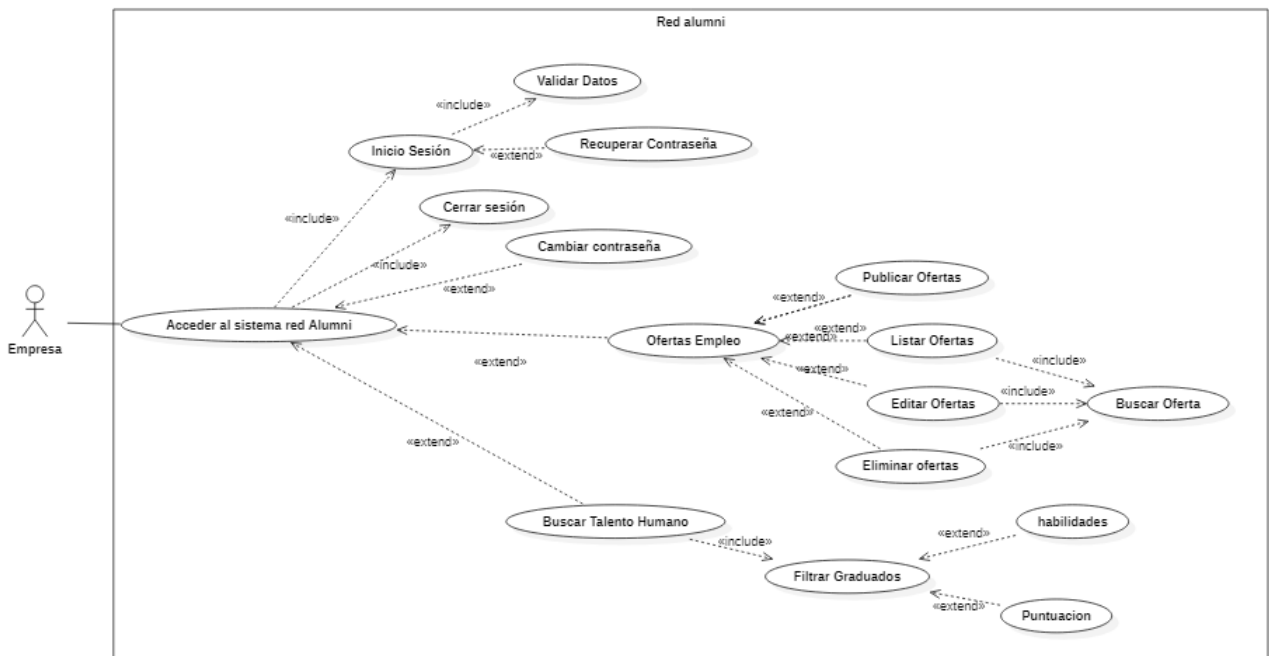 Red alumni
Validar Datos
«include»
Inicio Sesión
Recuperar Contraseña
«extend»
Cerrar sesión
«include»
Cambiar contraseña
«include»
«extend»
Publicar Ofertas
«extend»
Empresa
Acceder al sistema red Alumni
Ofertas Empleo
«extend»
«extend»
Listar Ofertas
«extend»
«include»
«extend»
Editar Ofertas
«include»
Buscar Oferta
«extend»
«extend»
Eliminar ofertas
«include»
Buscar Talento Humano
«include»
habilidades
«extend»
Filtrar Graduados
«extend»
Puntuacion